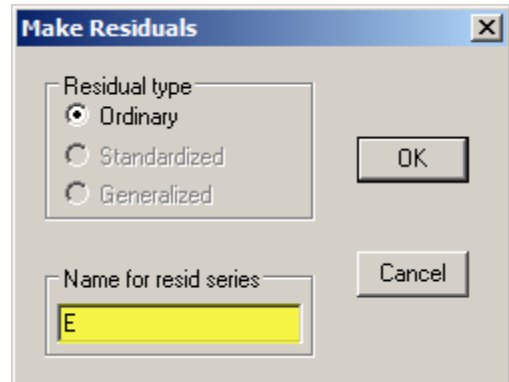 Make Residuals
Residual type
Ordinary
Standardized
Generalized
OK
Name for resid series
E
Cancel